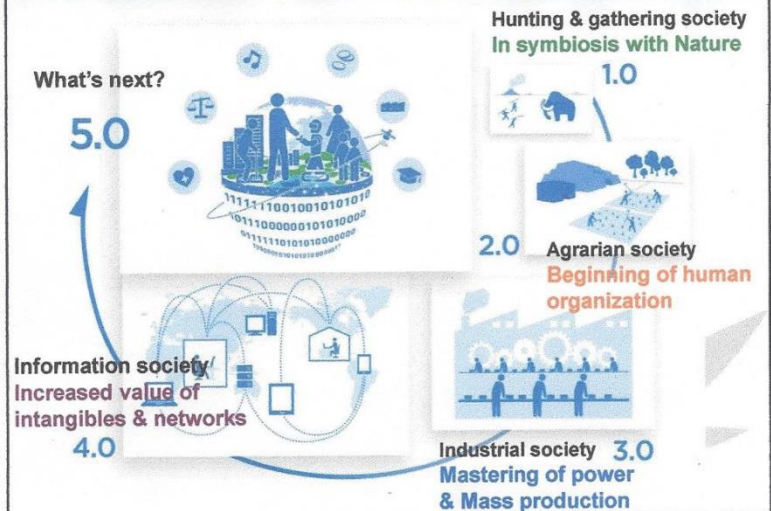 Hunting & gathering society
In symbiosis with Nature
1.0
What's next?
5.0
2.0
Agrarian society
Beginning of human
organization
Information society
Increased value of
intangibles & networks
4.0
Industrial society
3.0
Mastering of power
& Mass production